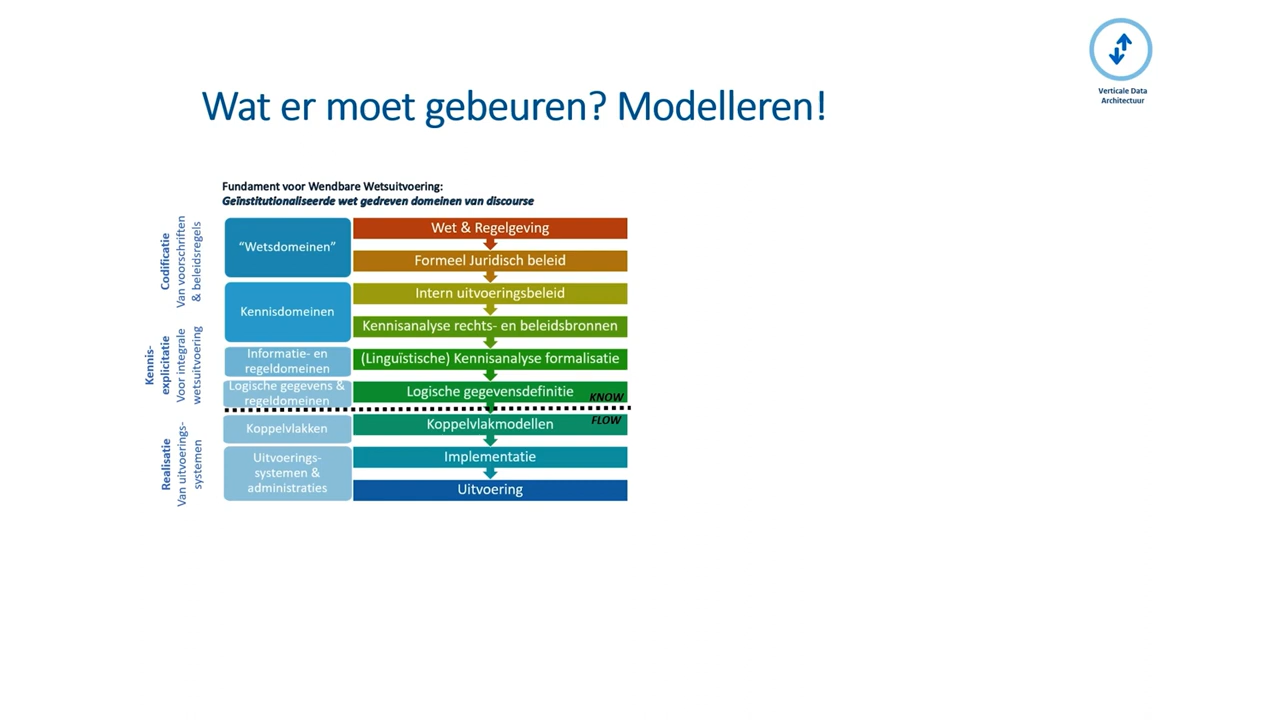 Verticale Data
Architectuur
Wat er moet gebeuren? Modelleren!
Fundament voor Wendbare Wetsuitvoering:
Geïnstitutionaliseerde wet gedreven domeinen van discourse
Codificatie
Van voorschriften
& beleidsregels
"Wetsdomeinen"
Wet & Regelgeving
Formeel Juridisch beleid
Kennisdomeinen
Intern uitvoeringsbeleid
Kennisanalyse rechts- en beleidsbronnen
Kennis-
explicitatie
Voor integrale
wetsuitvoering
Informatie- en
regeldomeinen
(Linguïstische) Kennisanalyse formalisatie
Logische gegevens &
regeldomeinen
Logische gegevensdefinitie
KNOW
FLOW
Realisatie
Van uitvoerings-
systemen
Koppelvlakken
Koppelvlakmodellen
Uitvoerings-
systemen &
administraties
Implementatie
Uitvoering